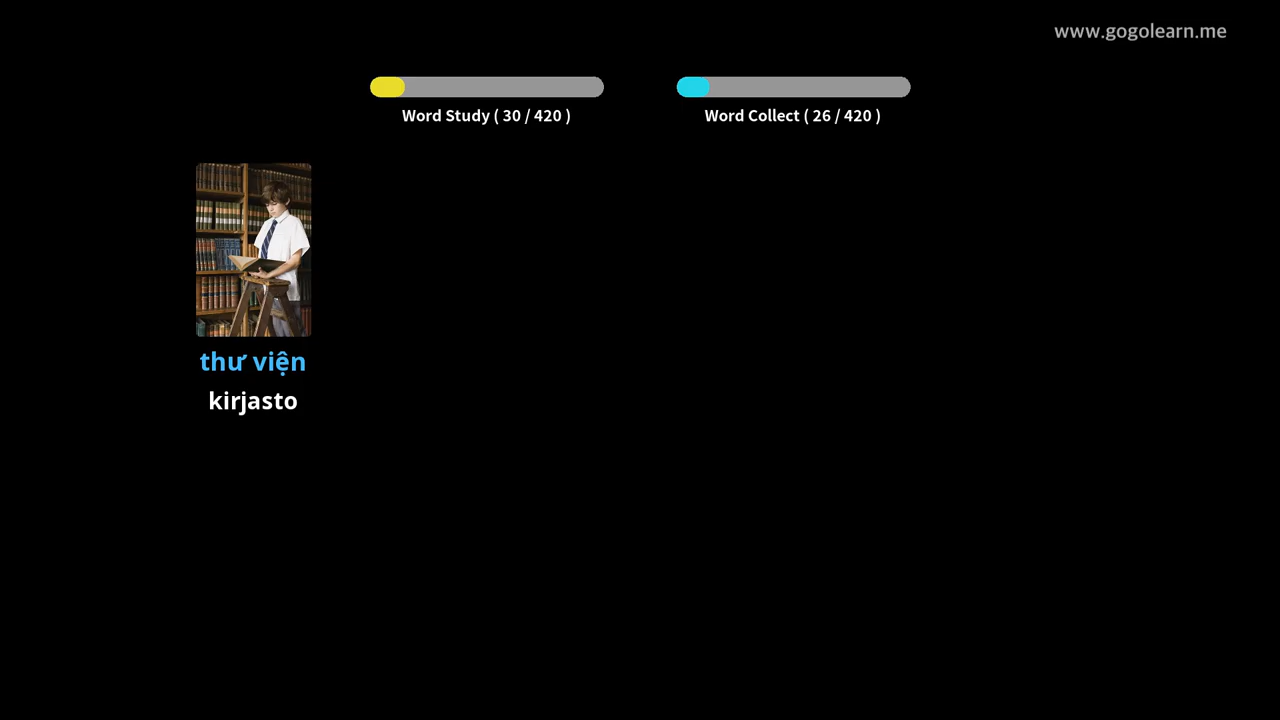 www.gogolearn.me
Word Study ( 30 / 420 )
Word Collect ( 26 / 420 )
thư viện
kirjasto